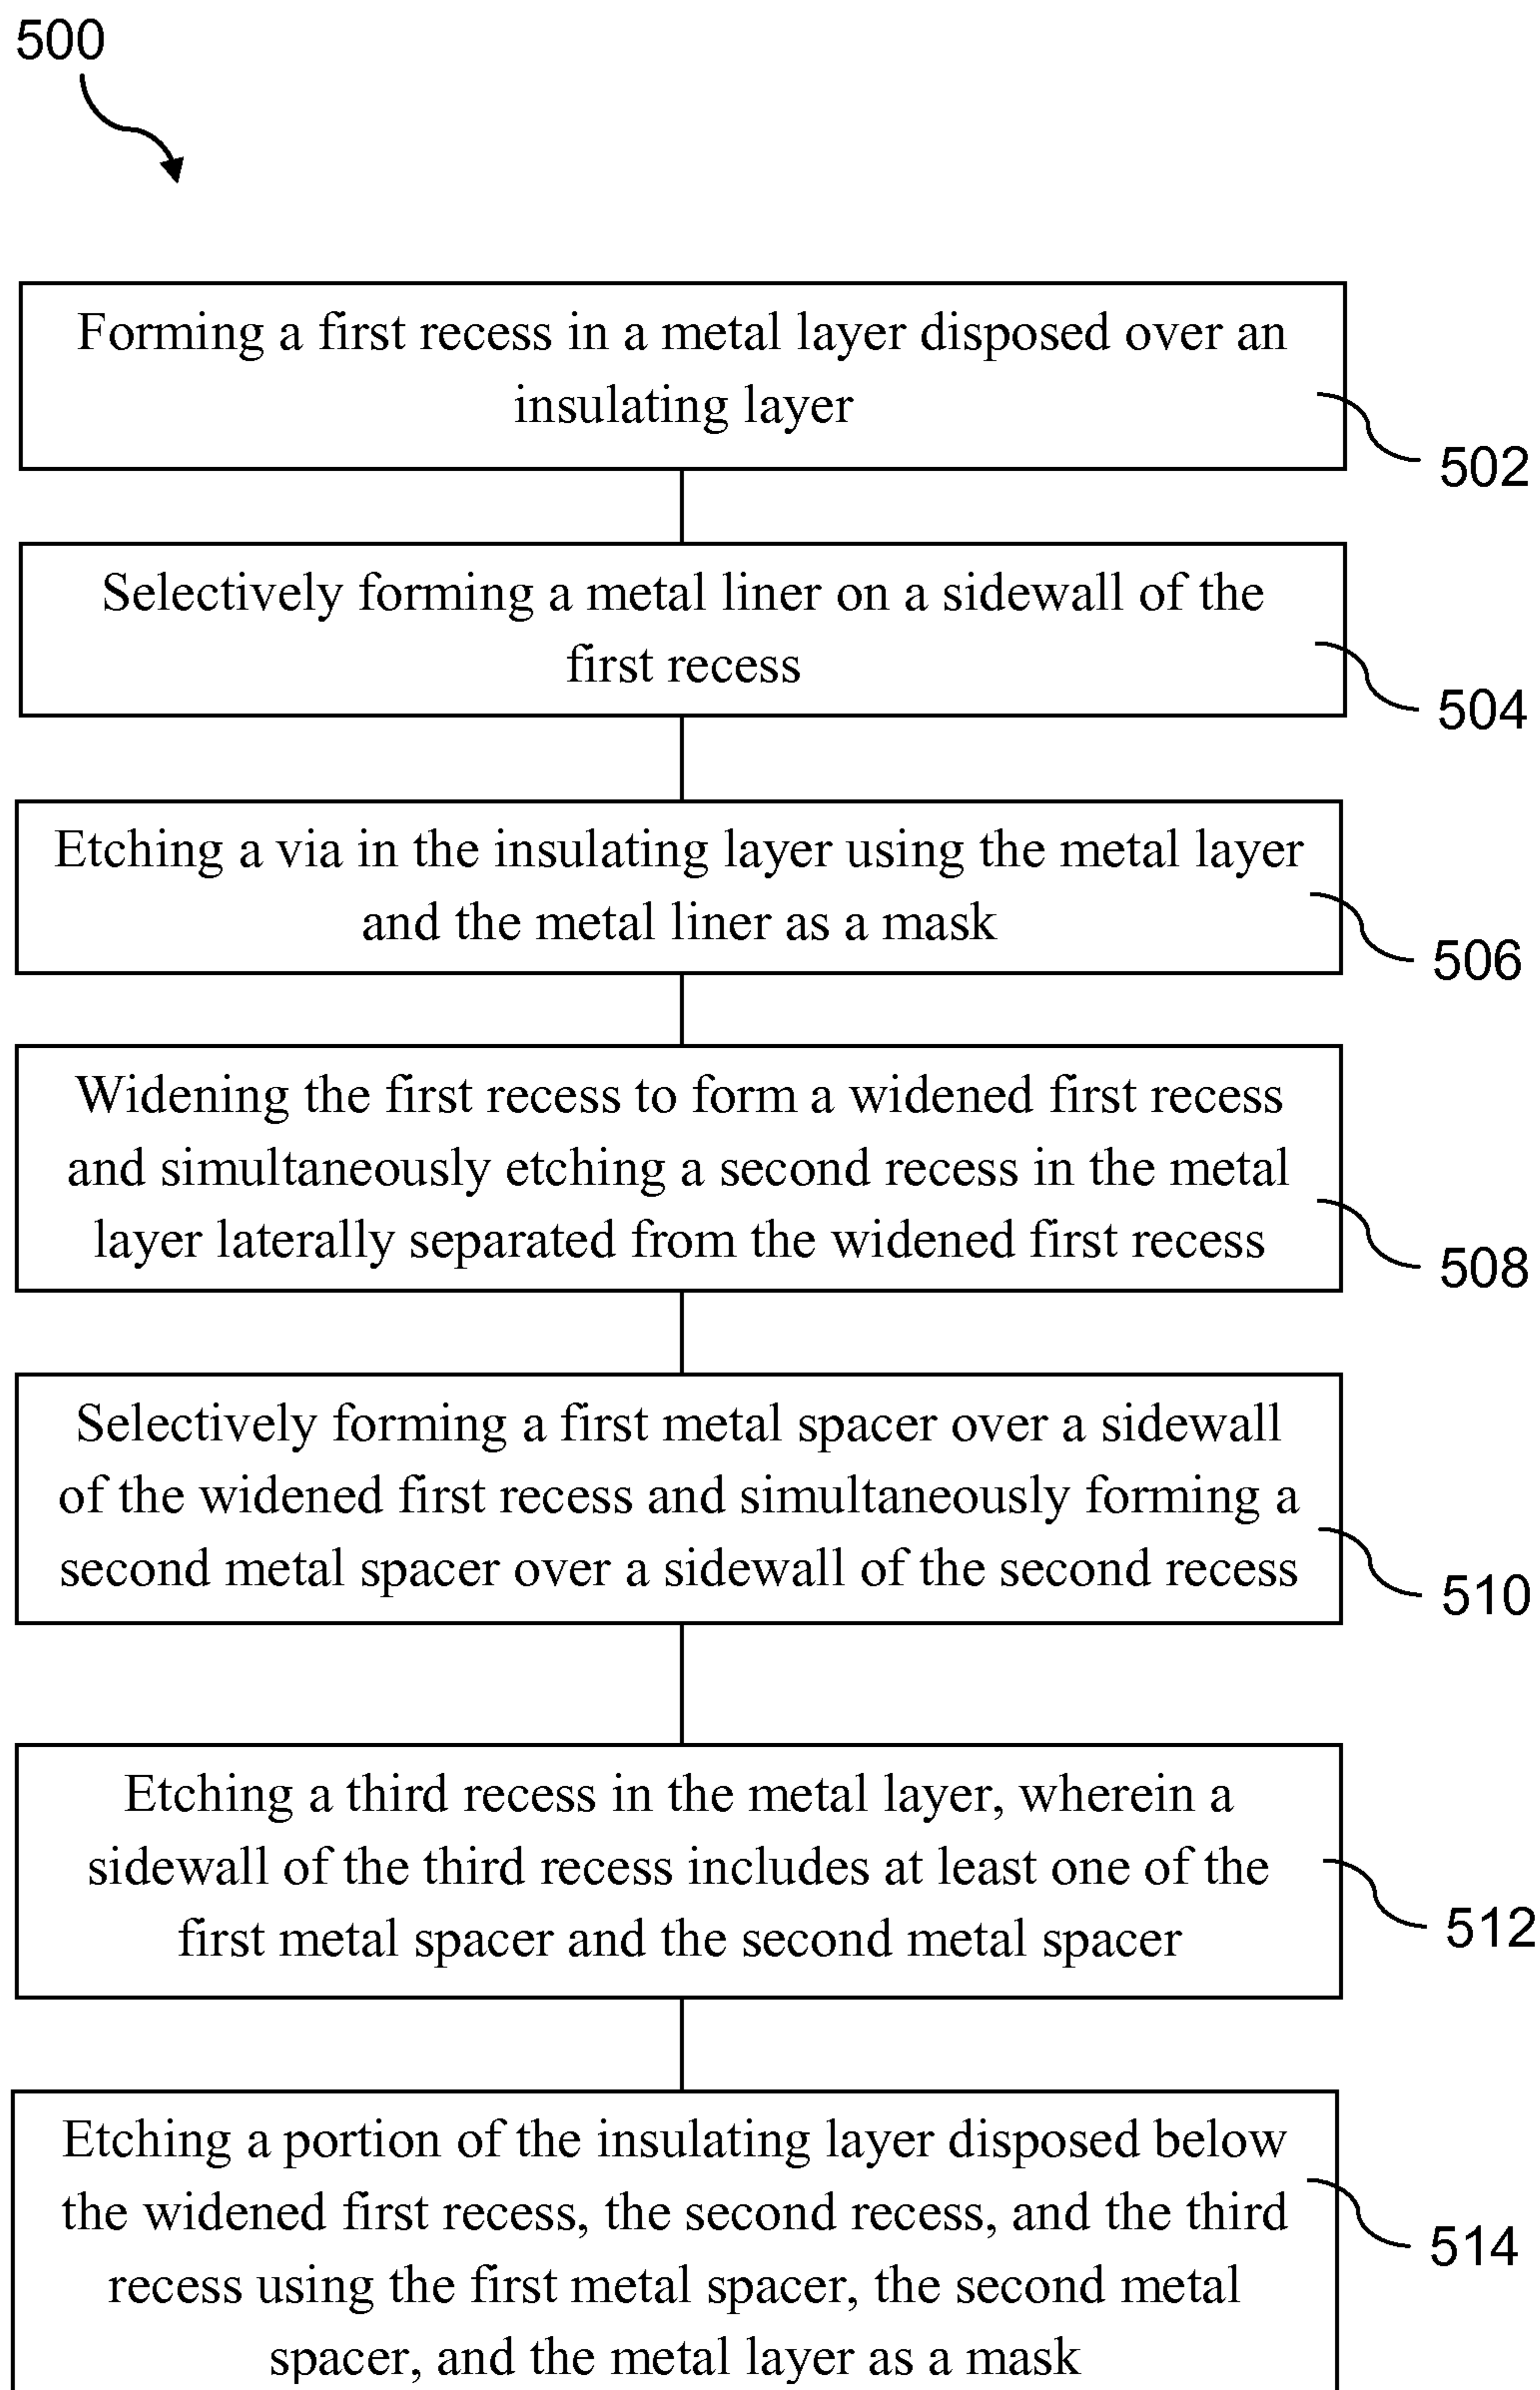 500
Forming a first recess in a metal layer disposed over an
insulating layer
502
Selectively forming a metal liner on a sidewall of the
first recess
504
Etching a via in the insulating layer using the metal layer
and the metal liner as a mask
506
Widening the first recess to form a widened first recess
and simultaneously etching a second recess in the metal
layer laterally separated from the widened first recess
508
Selectively forming a first metal spacer over a sidewall
of the widened first recess and simultaneously forming a
second metal spacer over a sidewall of the second recess
510
Etching a third recess in the metal layer, wherein a
sidewall of the third recess includes at least one of the
first metal spacer and the second metal spacer
512
Etching a portion of the insulating layer disposed below
the widened first recess, the second recess, and the third
recess using the first metal spacer, the second metal
spacer, and the metal layer as a mask
514